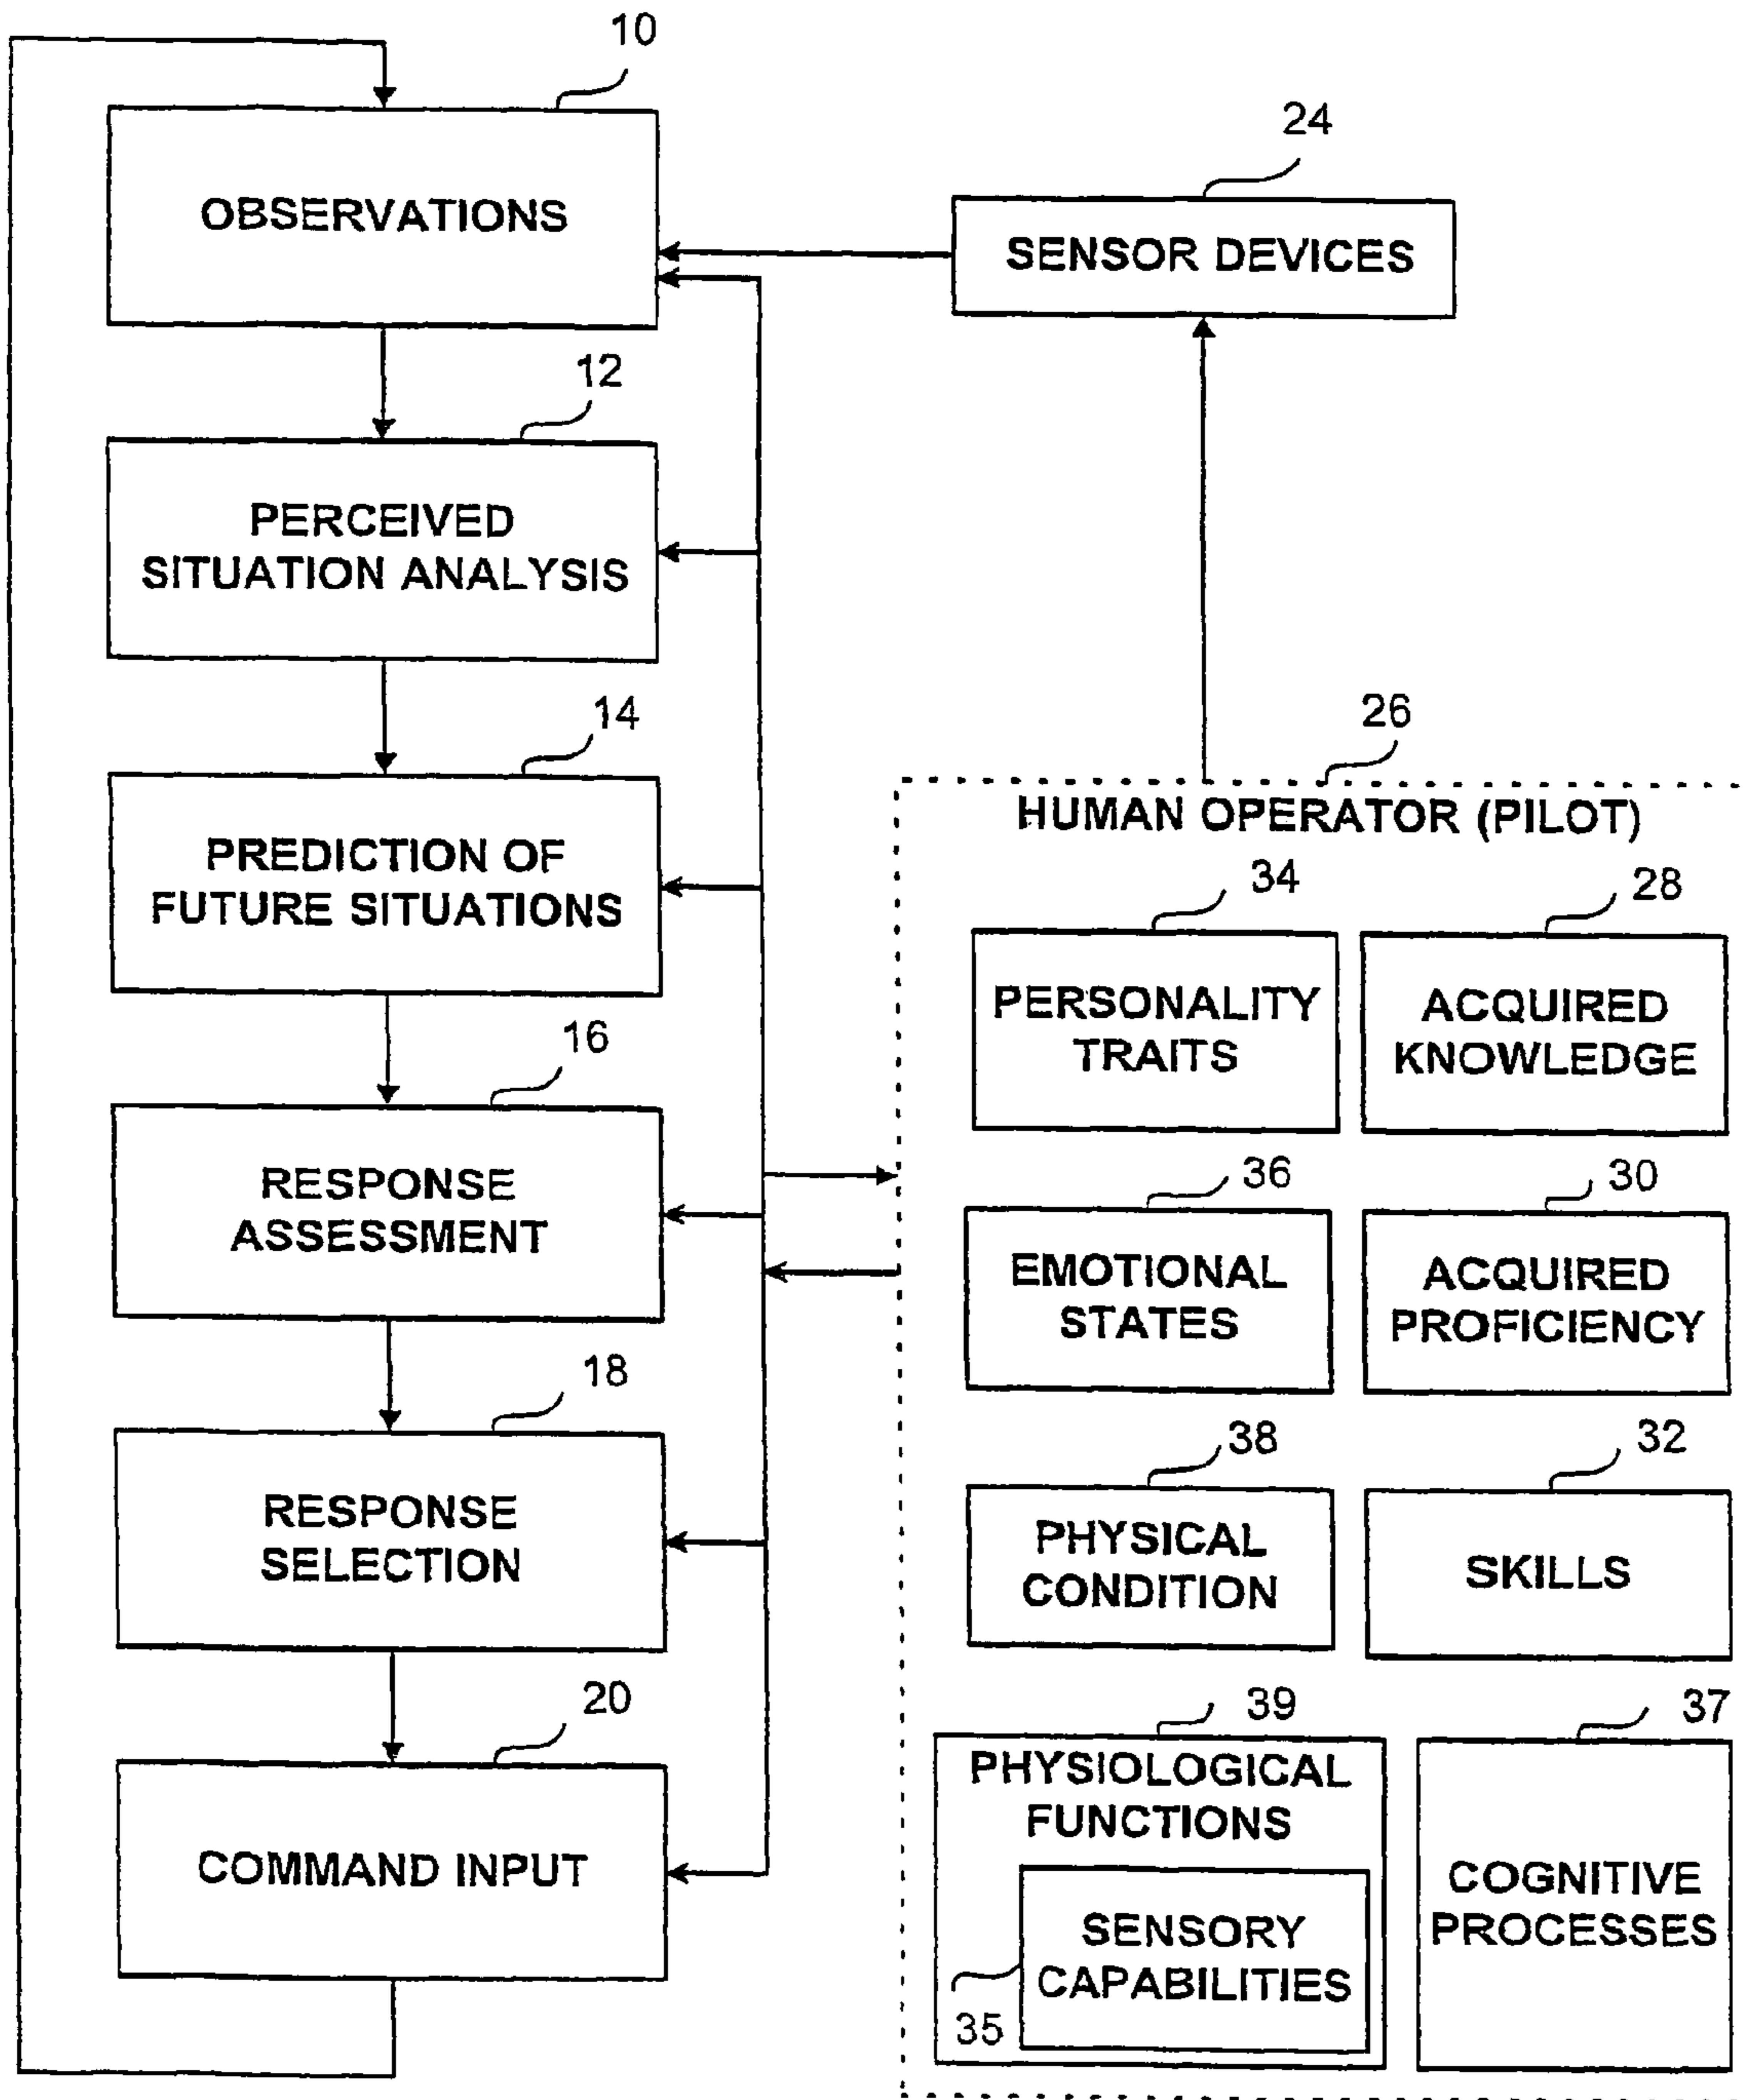 10
OBSERVATIONS
24
SENSOR DEVICES
12
PERCEIVED
SITUATION ANALYSIS
14
PREDICTION OF
FUTURE SITUATIONS
16
RESPONSE
ASSESSMENT
18
RESPONSE
SELECTION
20
COMMAND INPUT
26
HUMAN OPERATOR (PILOT)
34
PERSONALITY
TRAITS
28
ACQUIRED
KNOWLEDGE
36
EMOTIONAL
STATES
30
ACQUIRED
PROFICIENCY
38
PHYSICAL
CONDITION
32
SKILLS
39
PHYSIOLOGICAL
FUNCTIONS
SENSORY
CAPABILITIES
35
37
COGNITIVE
PROCESSES